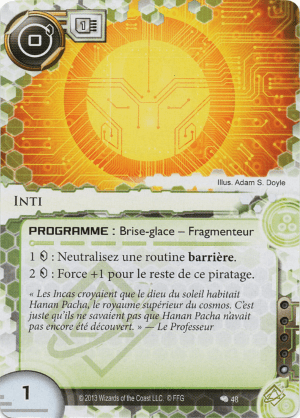 1
Illus. Adam S. Doyle
INTI
PROGRAMME : Brise-glace – Fragmenteur
1 : Neutralisez une routine barrière.
2 : Force +1 pour le reste de ce piratage.
« Les Incas croyaient que le dieu du soleil habitait
Hanan Pacha, le royaume supérieur du cosmos. C'est
juste qu'ils ne savaient pas que Hanan Pacha n'avait
pas encore été découvert. » — Le Professeur
1
© 2013 Wizards of the Coast LLC. © FFG
48